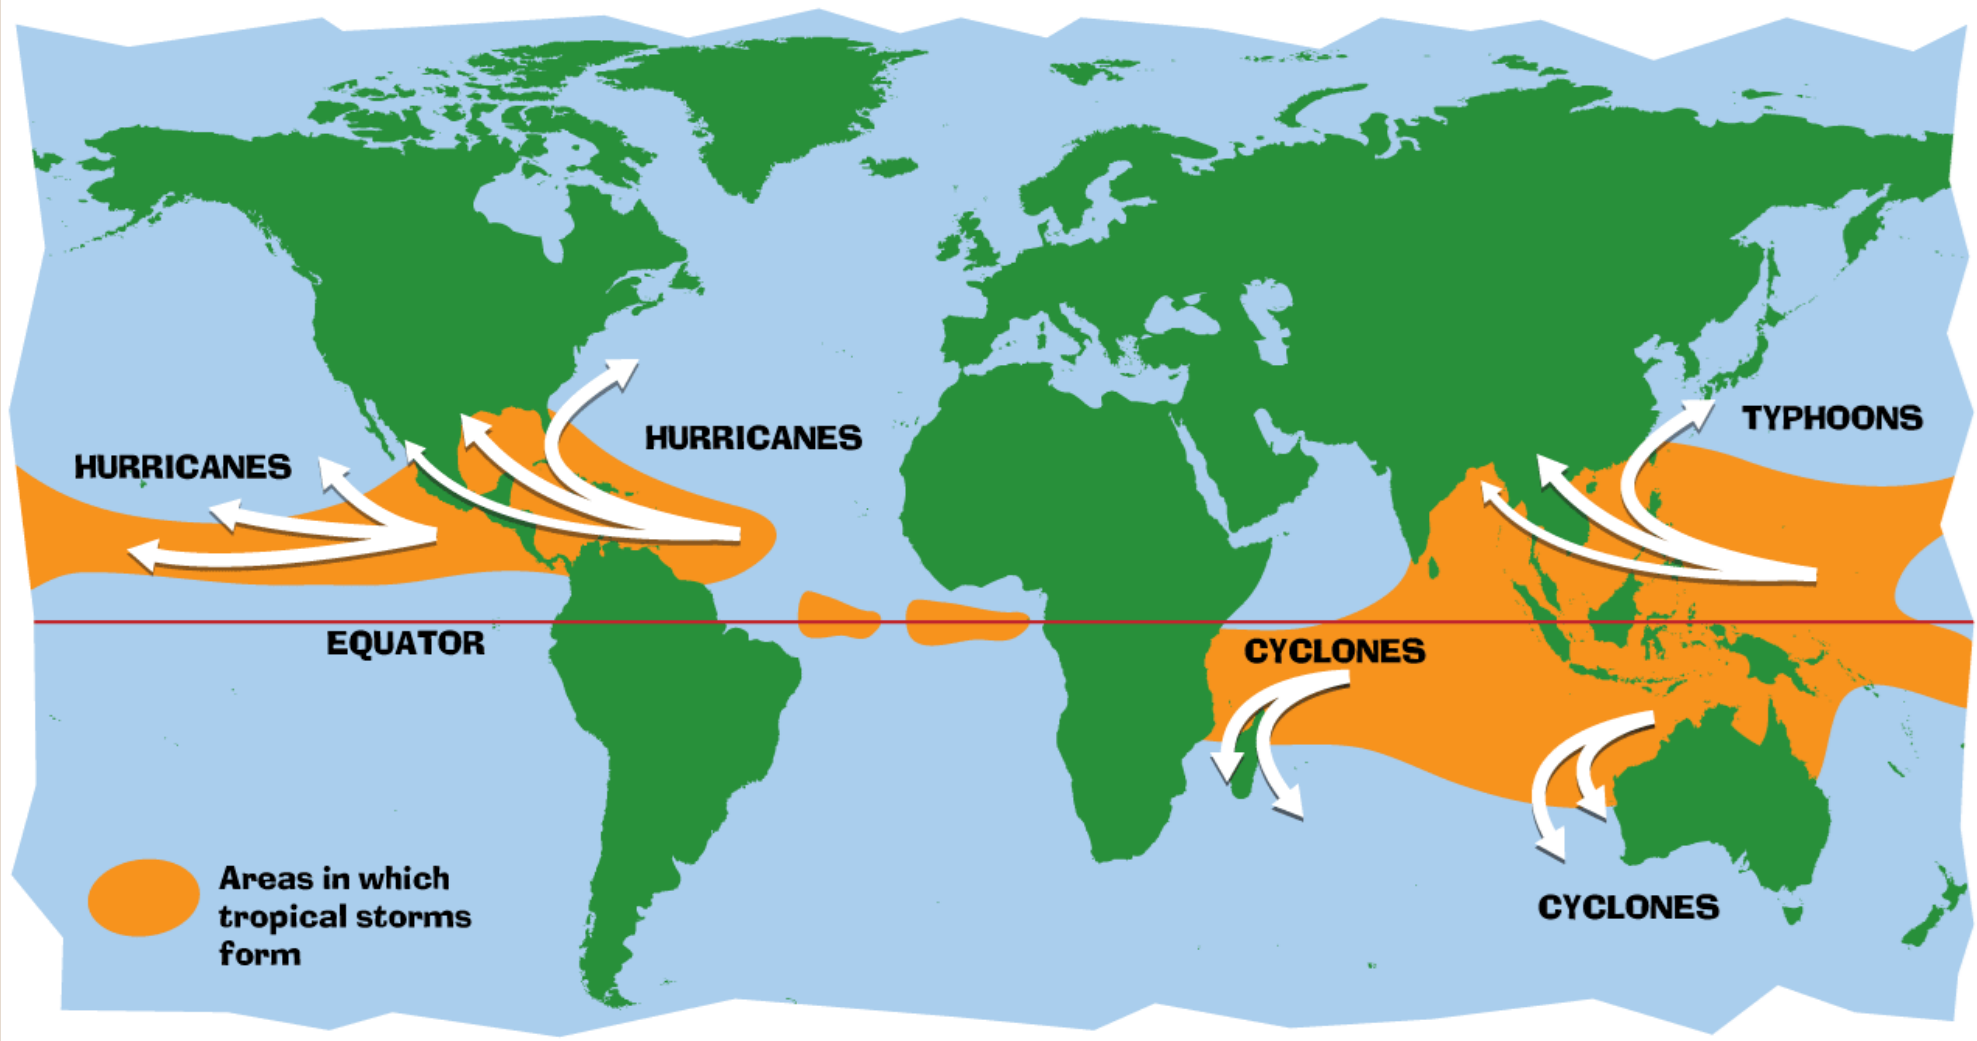 HURRICANES
HURRICANES
TYPHOONS
EQUATOR
CYCLONES
CYCLONES
Areas in which
tropical storms
form